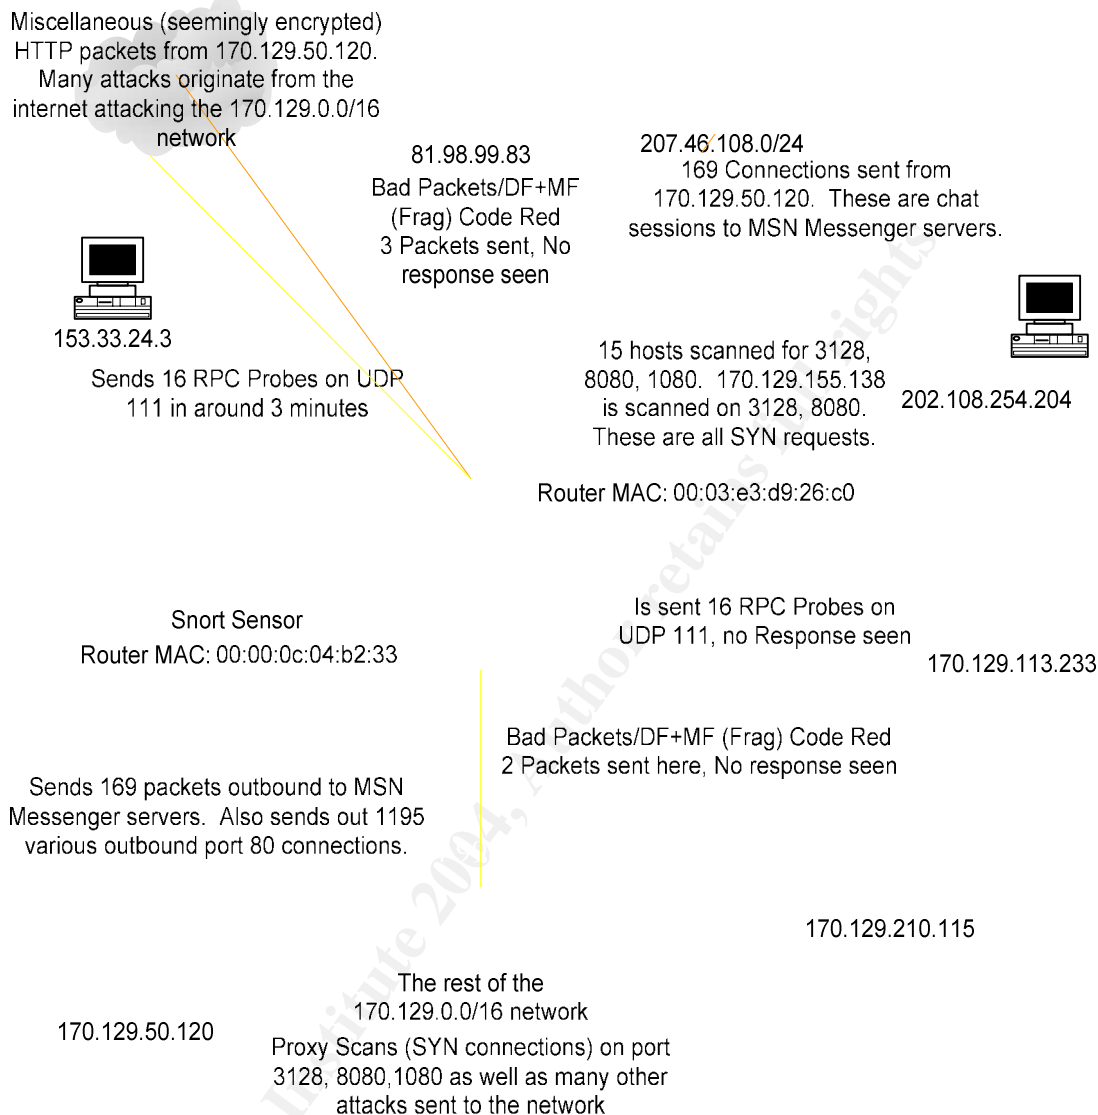 Miscellaneous (seemingly encrypted)
HTTP packets from 170.129.50.120.
Many attacks originate from the
internet attacking the 170.129.0.0/16
network
81.98.99.83
Bad Packets/DF+MF
(Frag) Code Red
3 Packets sent, No
response seen
207.46.108.0/24
169 Connections sent from
170.129.50.120. These are chat
sessions to MSN Messenger servers.
153.33.24.3
Sends 16 RPC Probes on UDP
111 in around 3 minutes
15 hosts scanned for 3128,
8080, 1080. 170.129.155.138
is scanned on 3128, 8080.
These are all SYN requests.
202.108.254.204
Router MAC: 00:03:e3:d9:26:c0
Snort Sensor
Router MAC: 00:00:0c:04:b2:33
Is sent 16 RPC Probes on
UDP 111, no Response seen
170.129.113.233
Bad Packets/DF+MF (Frag) Code Red
2 Packets sent here, No response seen
Sends 169 packets outbound to MSN
Messenger servers. Also sends out 1195
various outbound port 80 connections.
170.129.210.115
The rest of the
170.129.0.0/16 network
170.129.50.120
Proxy Scans (SYN connections) on port
3128, 8080,1080 as well as many other
attacks sent to the network
Institute 2004, Author retains full rights